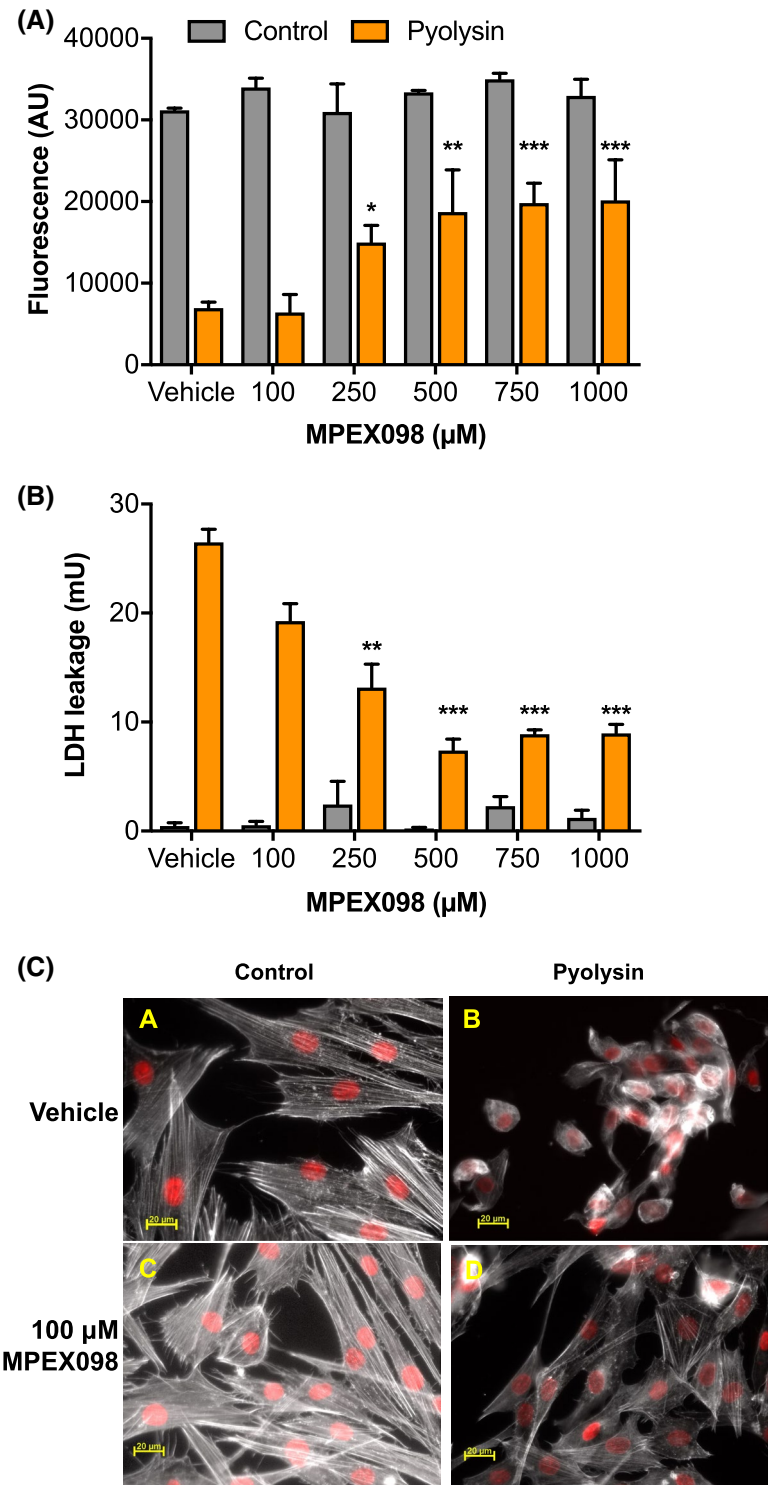 (A)
Control Pyolysin
Fluorescence (AU)
40000
30000
20000
10000
0
* ** *** ***
Vehicle 100 250 500 750 1000
MPEX098 (µM)
(B)
LDH leakage (mU)
30
20
10
0
** *** *** ***
Vehicle 100 250 500 750 1000
MPEX098 (µM)
(C)
Control Pyolysin
Vehicle
A
20 µm
B
20 µm
100 µM
MPEX098
C
20 µm
D
20 µm